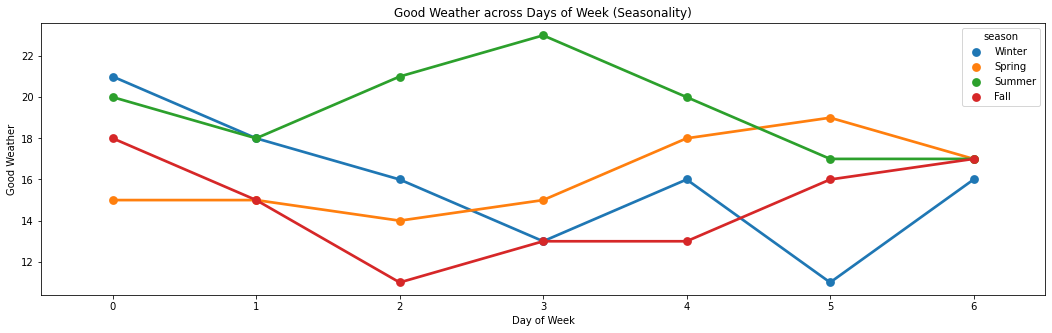 Good Weather across Days of Week (Seasonality)
season
Winter
Spring
Summer
Fall
Good Weather
22
20
18
16
14
12
0 1 2 3 4 5 6
Day of Week